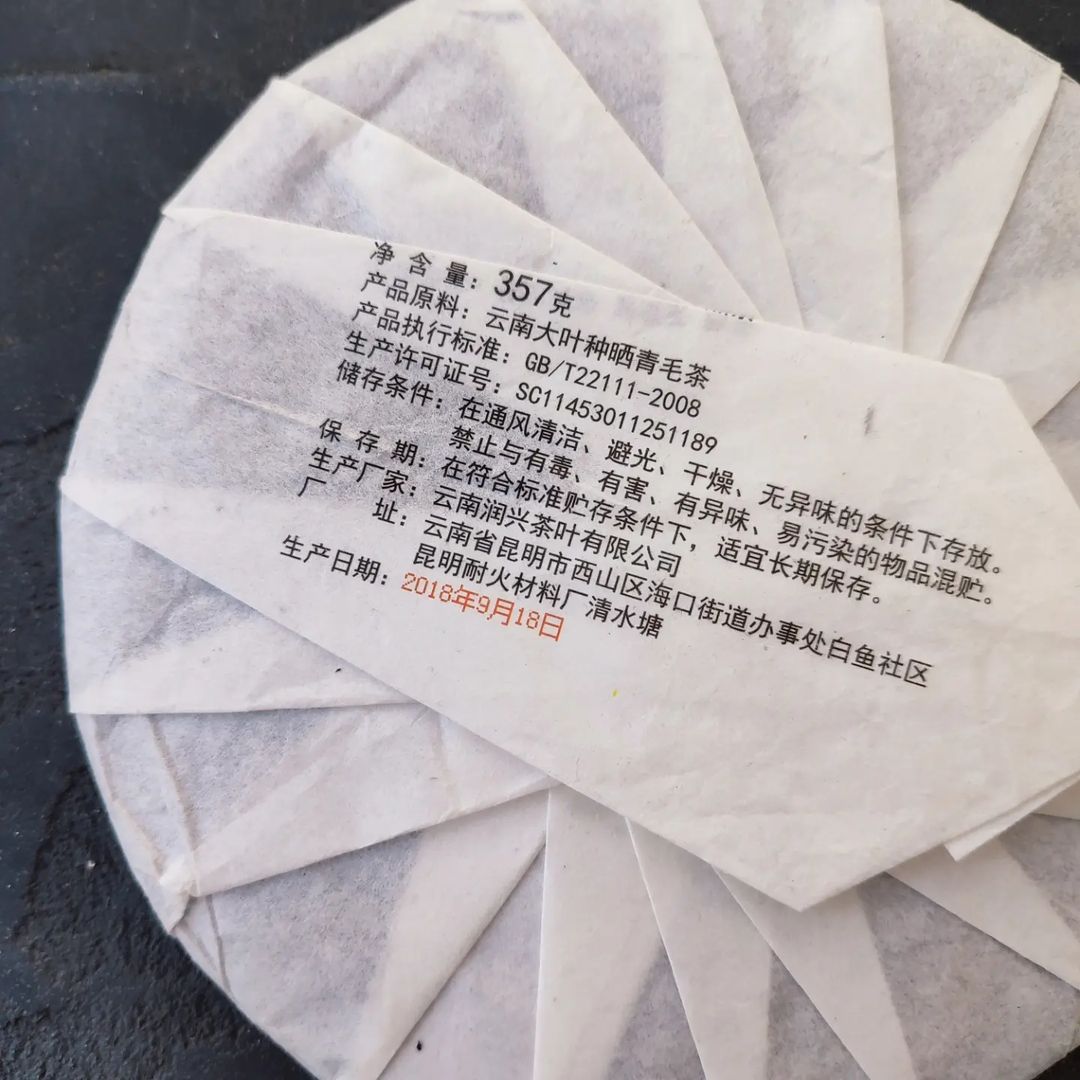 净含量：357克
产品原料：云南大叶种晒青毛茶
产品执行标准：GB/T22111-2008
生产许可证号：SC11453011251189
储存条件：在通风清洁、避光、干燥、无异味的条件下存放。
禁止与有毒、有害、有异味、易污染的物品混贮。
保存期：在符合标准贮存条件下，适宜长期保存。
生产厂家：云南润兴茶叶有限公司
厂址：云南省昆明市西山区海口街道办事处白鱼社区
昆明耐火材料厂清水塘
生产日期：2018年9月18日